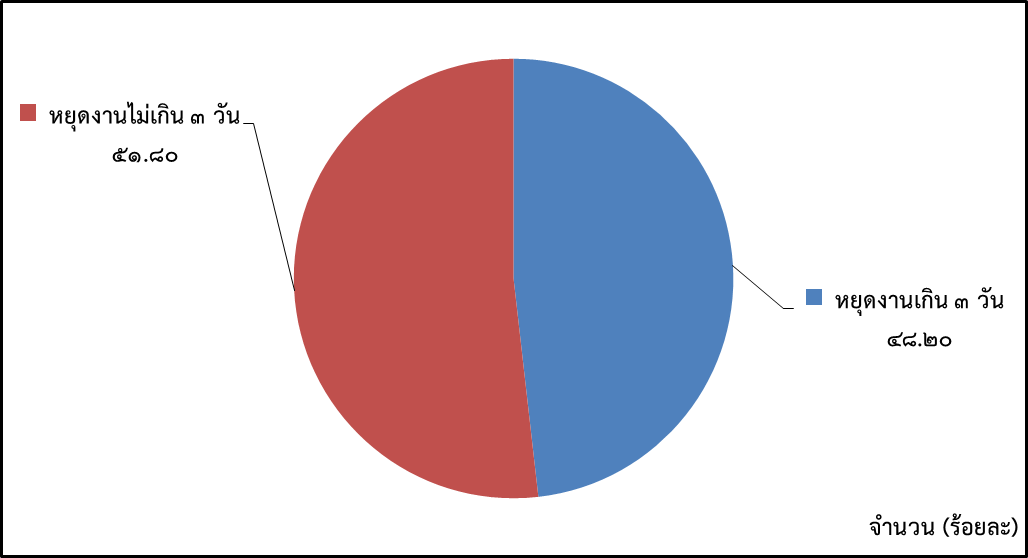 หยุดงานไม่เกิน ๓ วัน
๕๑.๘๐
หยุดงานเกิน ๓ วัน
๔๘.๒๐
จำนวน (ร้อยละ)